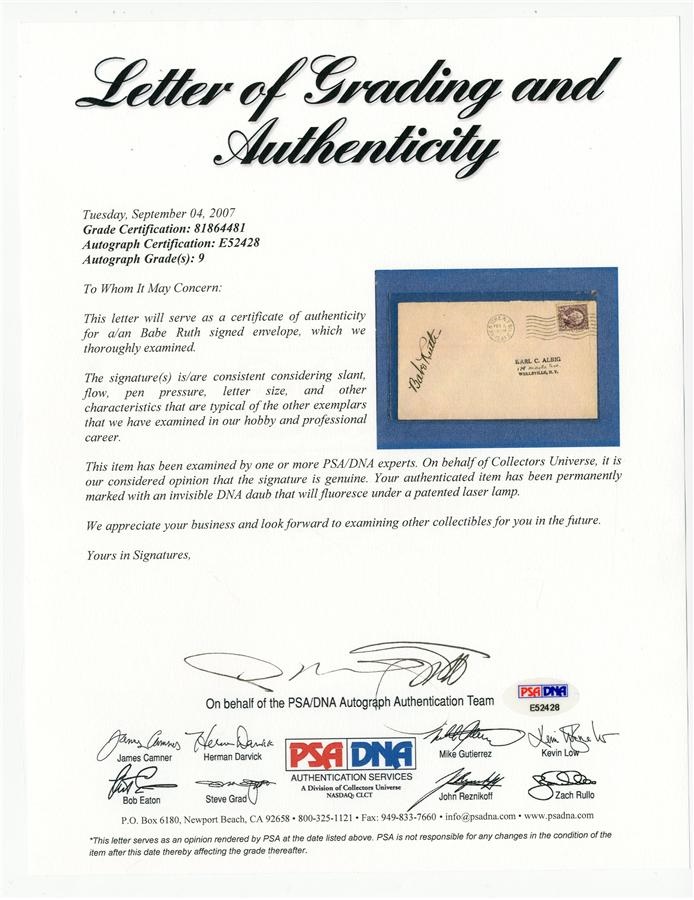 Letter of Grading and
Authenticity
Tuesday, September 04, 2007
Grade Certification: 81864481
Autograph Certification: E52428
Autograph Grade(s): 9
To Whom It May Concern:
This letter will serve as a certificate of authenticity
for a/an Babe Ruth signed envelope, which we
thoroughly examined.
The signature(s) is/are consistent considering slant,
flow, pen pressure, letter size, and other
characteristics that are typical of the other exemplars
that we have examined in our hobby and professional
career.
Babe Ruth
EARL C. ALBIG
WELLSVILLE, N.Y.
This item has been examined by one or more PSA/DNA experts. On behalf of Collectors Universe, it is
our considered opinion that the signature is genuine. Your authenticated item has been permanently
marked with an invisible DNA daub that will fluoresce under a patented laser lamp.
We appreciate your business and look forward to examining other collectibles for you in the future.
Yours in Signatures,
On behalf of the PSA/DNA Autograph Authentication Team
PSA DNA
E52428
James Camner
Herman Darvick
Mike Gutierrez
Kevin Low
Bob Eaton
Steve Grad
PSA DNA
AUTHENTICATION SERVICES
A Division of Collectors Universe
NASDAQ: CLCT
John Reznikoff
Zach Rullo
P.O. Box 6180, Newport Beach, CA 92658 • 800-325-1121 • Fax: 949-833-7660 • info@psadna.com • www.psadna.com
*This letter serves as an opinion rendered by PSA at the date listed above. PSA is not responsible for any changes in the condition of the
item after this date thereby affecting the grade thereafter.